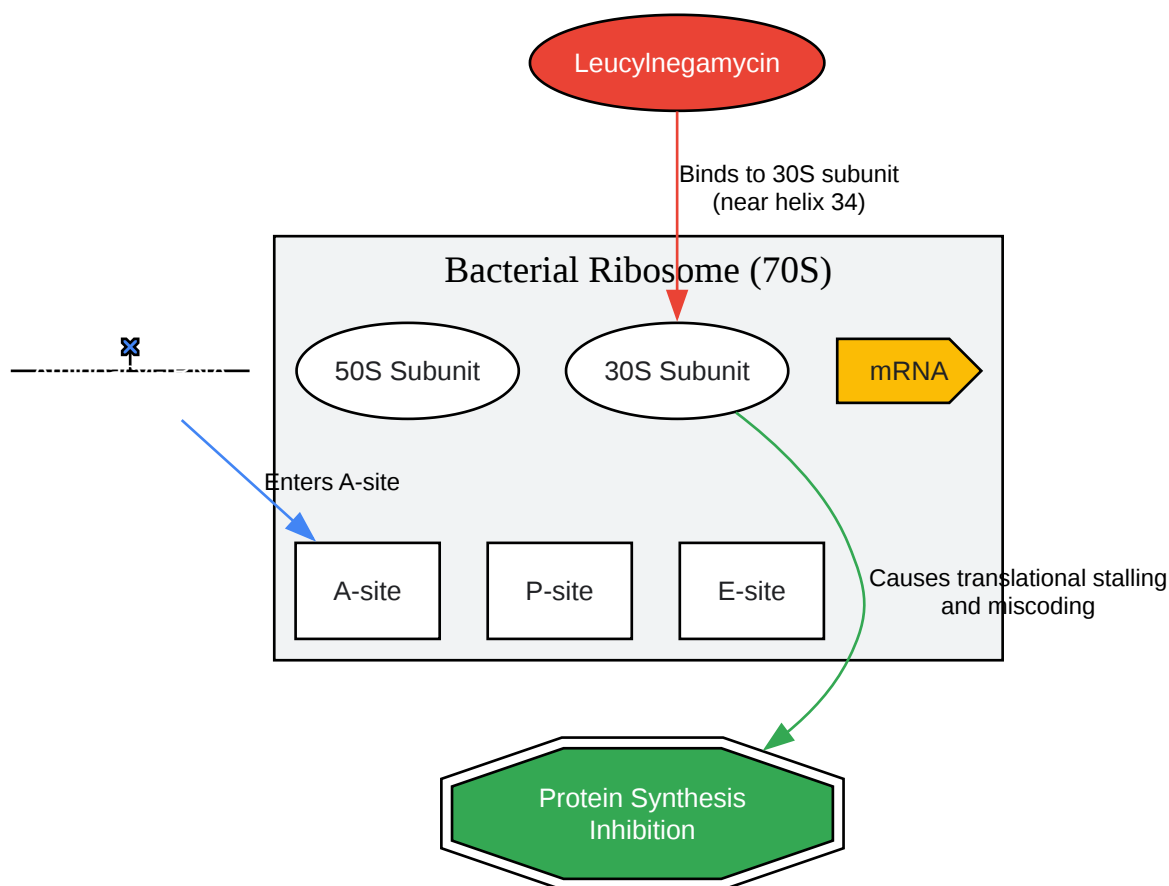 Leucylnegamycin
Binds to 30S subunit
(near helix 34)
Bacterial Ribosome (70S)
50S Subunit
30S Subunit
mRNA
Enters A-site
A-site
P-site
E-site
Causes translational stalling
and miscoding
Protein Synthesis
Inhibition